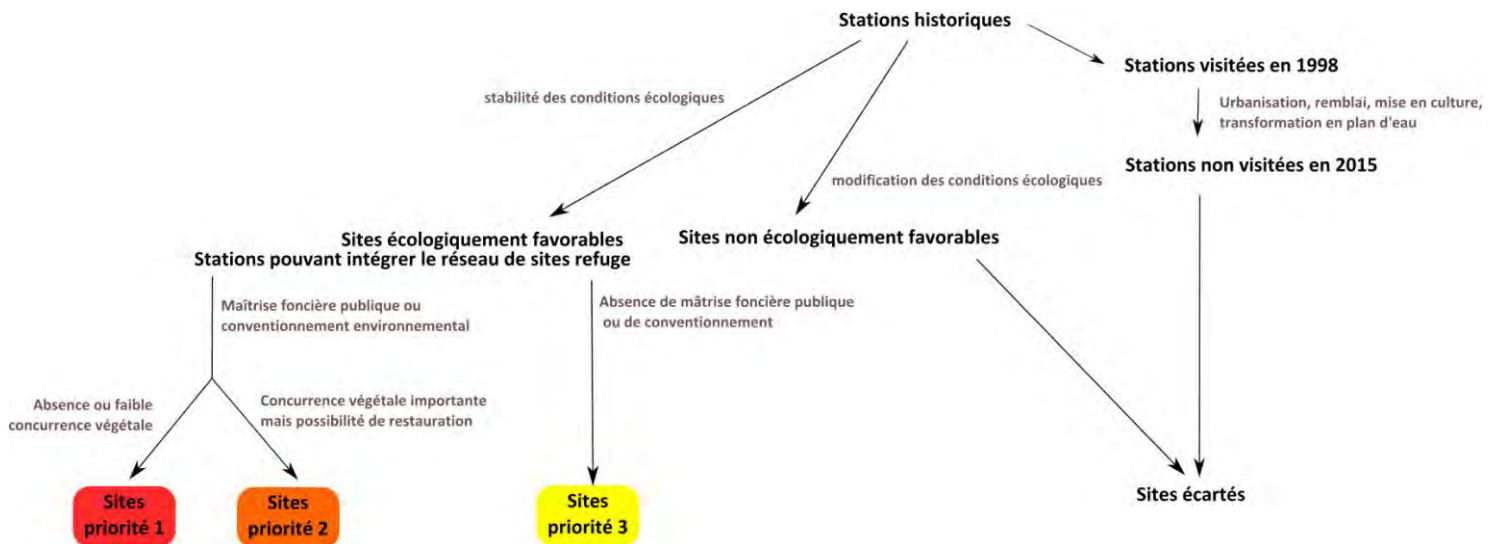 Stations historiques
Stations visitées en 1998
stabilité des conditions écologiques
Urbanisation, remblai, mise en culture,
transformation en plan d'eau
Stations non visitées en 2015
modification des conditions écologiques
Sites écologiquement favorables
Stations pouvant intégrer le réseau de sites refuge
Sites non écologiquement favorables
Maîtrise foncière publique ou
conventionnement environnemental
Absence de mâtrise foncière publique
ou de conventionnement
Absence ou faible
concurrence végétale
Concurrence végétale importante
mais possibilité de restauration
Sites
priorité 1
Sites
priorité 2
Sites
priorité 3
Sites écartés